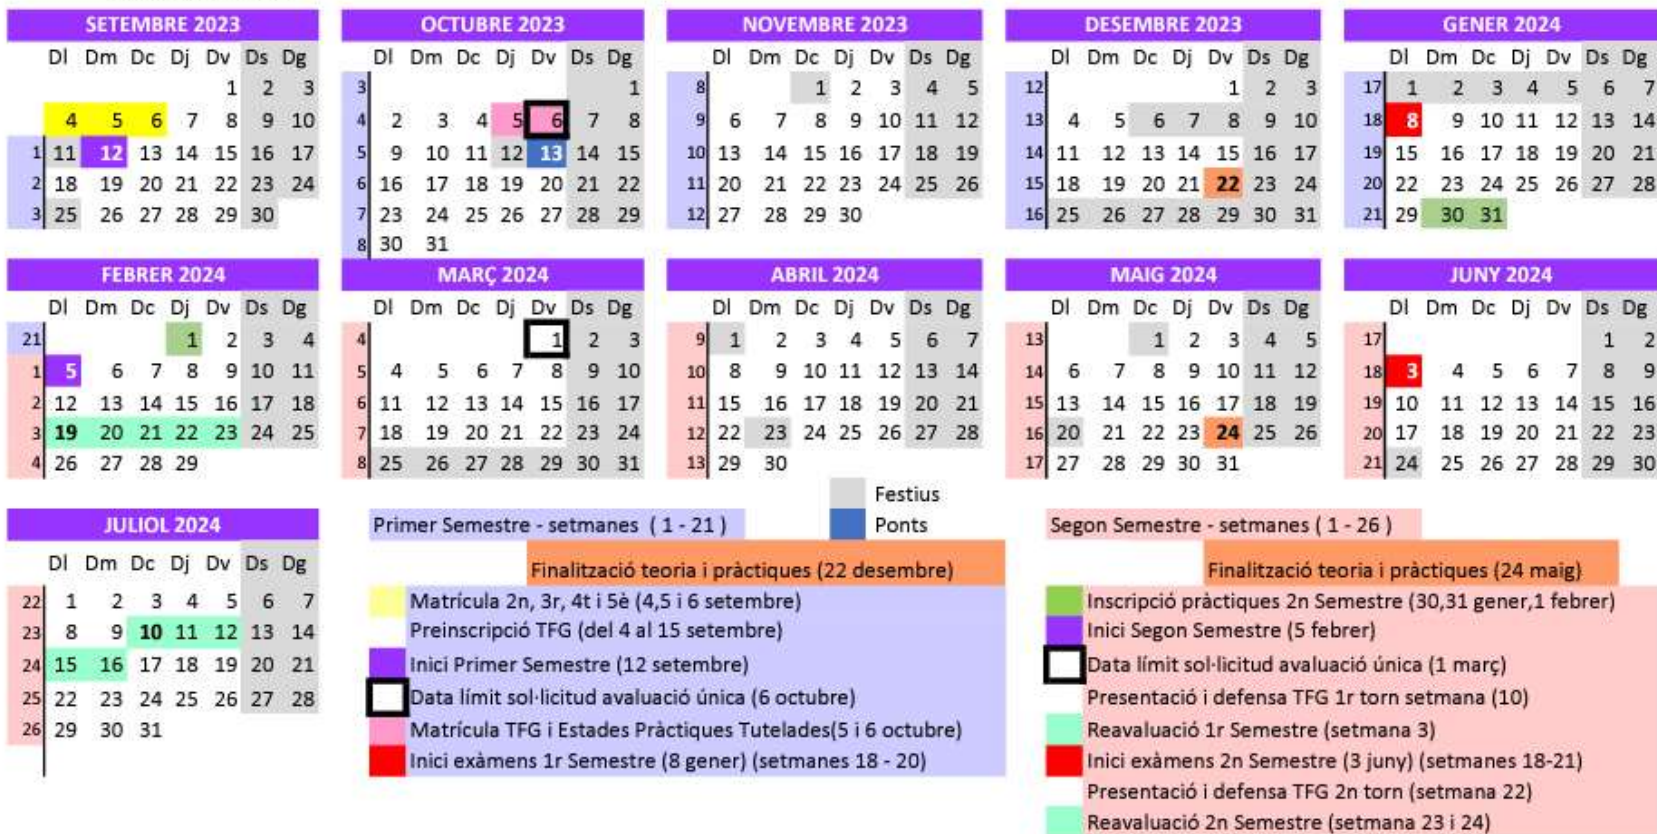 SETEMBRE 2023
Dl Dm Dc Dj Dv Ds Dg
1 2 3
4 5 6 7 8 9 10
1 11 12 13 14 15 16 17
2 18 19 20 21 22 23 24
3 25 26 27 28 29 30
OCTUBRE 2023
Dl Dm Dc Dj Dv Ds Dg
3 1
4 2 3 4 5 6 7 8
5 9 10 11 12 13 14 15
6 16 17 18 19 20 21 22
7 23 24 25 26 27 28 29
8 30 31
NOVEMBRE 2023
Dl Dm Dc Dj Dv Ds Dg
8 1 2 3 4 5
9 6 7 8 9 10 11 12
10 13 14 15 16 17 18 19
11 20 21 22 23 24 25 26
12 27 28 29 30
DESEMBRE 2023
Dl Dm Dc Dj Dv Ds Dg
12 1 2 3
13 4 5 6 7 8 9 10
14 11 12 13 14 15 16 17
15 18 19 20 21 22 23 24
16 25 26 27 28 29 30 31
GENER 2024
Dl Dm Dc Dj Dv Ds Dg
17 1 2 3 4 5 6 7
18 8 9 10 11 12 13 14
19 15 16 17 18 19 20 21
20 22 23 24 25 26 27 28
21 29 30 31
FEBRER 2024
Dl Dm Dc Dj Dv Ds Dg
21 1 2 3 4
1 5 6 7 8 9 10 11
2 12 13 14 15 16 17 18
3 19 20 21 22 23 24 25
4 26 27 28 29
MARÇ 2024
Dl Dm Dc Dj Dv Ds Dg
4 1 2 3
5 4 5 6 7 8 9 10
6 11 12 13 14 15 16 17
7 18 19 20 21 22 23 24
8 25 26 27 28 29 30 31
ABRIL 2024
Dl Dm Dc Dj Dv Ds Dg
9 1 2 3 4 5 6 7
10 8 9 10 11 12 13 14
11 15 16 17 18 19 20 21
12 22 23 24 25 26 27 28
13 29 30
MAIG 2024
Dl Dm Dc Dj Dv Ds Dg
13 1 2 3 4 5
14 6 7 8 9 10 11 12
15 13 14 15 16 17 18 19
16 20 21 22 23 24 25 26
17 27 28 29 30 31
JUNY 2024
Dl Dm Dc Dj Dv Ds Dg
17 1 2
18 3 4 5 6 7 8 9
19 10 11 12 13 14 15 16
20 17 18 19 20 21 22 23
21 24 25 26 27 28 29 30
JULIOL 2024
Dl Dm Dc Dj Dv Ds Dg
22 1 2 3 4 5 6 7
23 8 9 10 11 12 13 14
24 15 16 17 18 19 20 21
25 22 23 24 25 26 27 28
26 29 30 31
Festius
Ponts
Primer Semestre - setmanes ( 1 - 21 )
Finalització teoria i pràctiques (22 desembre)
Matrícula 2n, 3r, 4t i 5è (4,5 i 6 setembre)
Preinscripció TFG (del 4 al 15 setembre)
Inici Primer Semestre (12 setembre)
Data límit sol·licitud avaluació única (6 octubre)
Matrícula TFG i Estades Pràctiques Tutelades(5 i 6 octubre)
Inici exàmens 1r Semestre (8 gener) (setmanes 18 - 20)
Segon Semestre - setmanes ( 1 - 26 )
Finalització teoria i pràctiques (24 maig)
Inscripció pràctiques 2n Semestre (30,31 gener,1 febrer)
Inici Segon Semestre (5 febrer)
Data límit sol·licitud avaluació única (1 març)
Presentació i defensa TFG 1r torn setmana (10)
Reavaluació 1r Semestre (setmana 3)
Inici exàmens 2n Semestre (3 juny) (setmanes 18-21)
Presentació i defensa TFG 2n torn (setmana 22)
Reavaluació 2n Semestre (setmana 23 i 24)